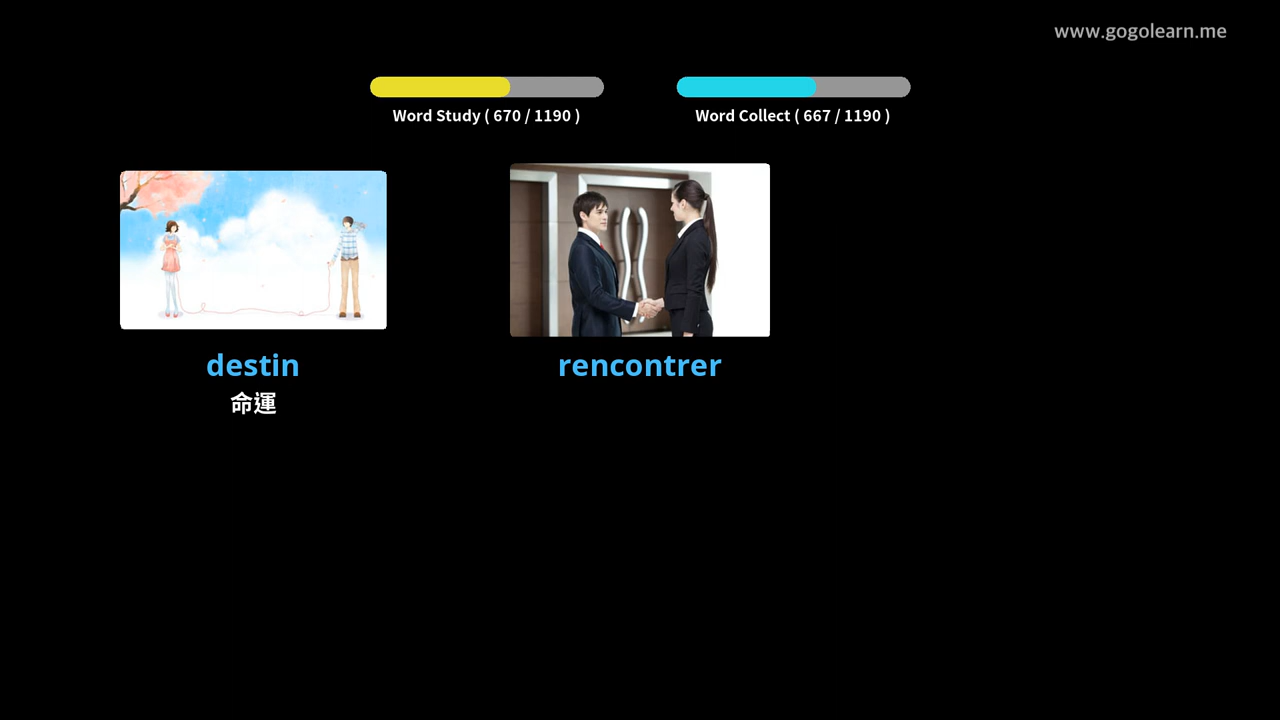 www.gogolearn.me
Word Study ( 670 / 1190 )
Word Collect ( 667 / 1190 )
destin
命運
rencontrer